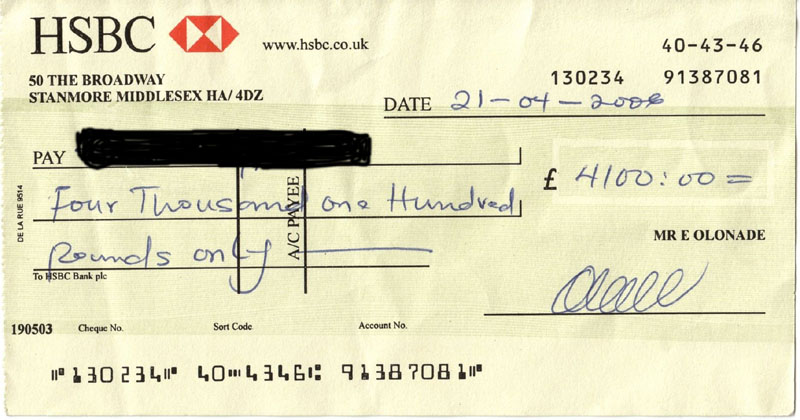 HSBC www.hsbc.co.uk 40-43-46
50 THE BROADWAY 130234 91387081
STANMORE MIDDLESEX HA/ 4DZ
DATE 21-04-2006
PAY
£ 4100:00 =
Four Thousand one Hundred
A/C PAYEE
DE LA RUE 9514
MR E OLONADE
Pounds only
To HSBC Bank plc
190503 Cheque No. Sort Code Account No.
⑈130234⑈ 40⑉4346⑆ 91387081⑈